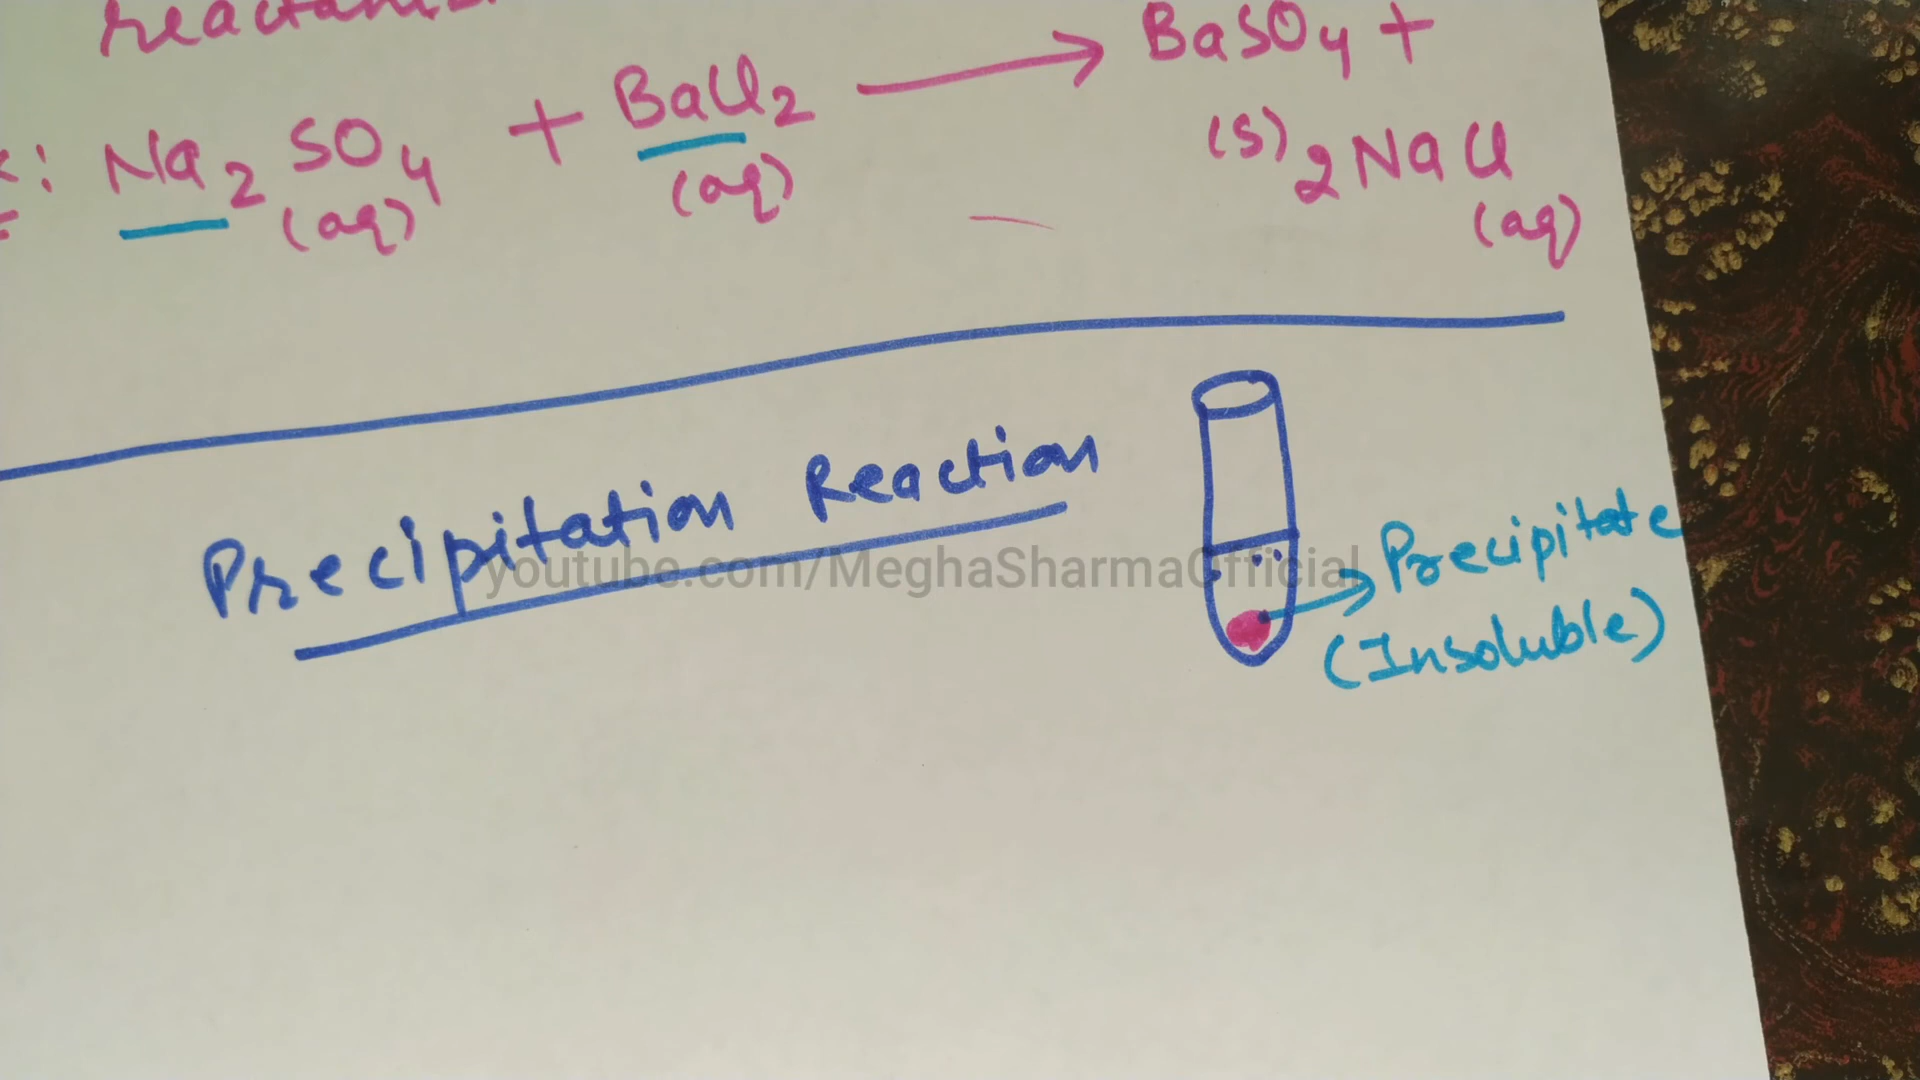 Na2SO4 + BaCl2 → BaSO4 +
(aq) (aq) (s) 2NaCl
(aq)
Precipitation Reaction
Precipitate
(Insoluble)
youtube.com/MeghaSharmaOfficial